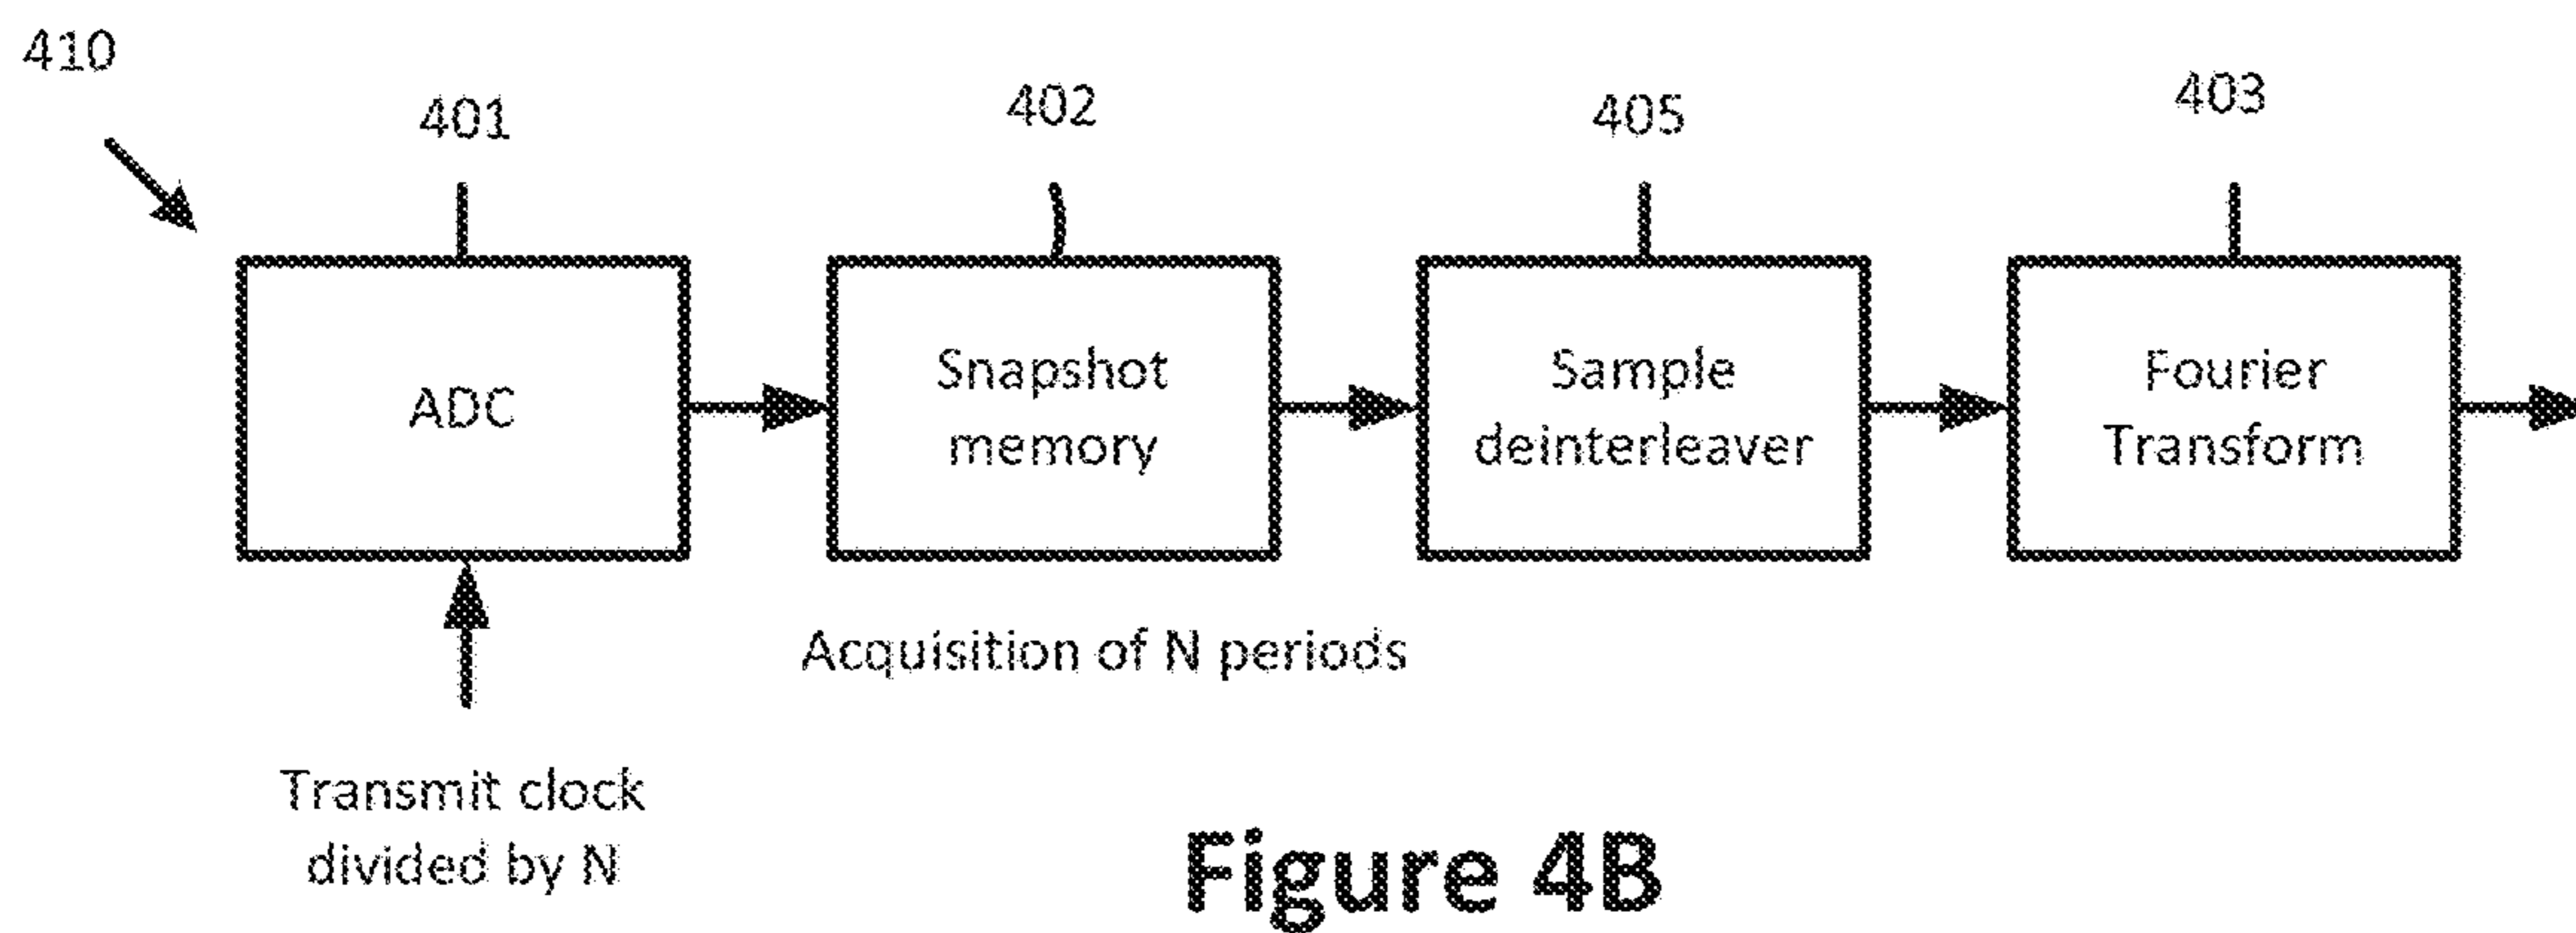 410
401
402
405
403
ADC
Snapshot
memory
Sample
deinterleaver
Fourier
Transform
Acquisition of N periods
Transmit clock
divided by N
Figure 4B